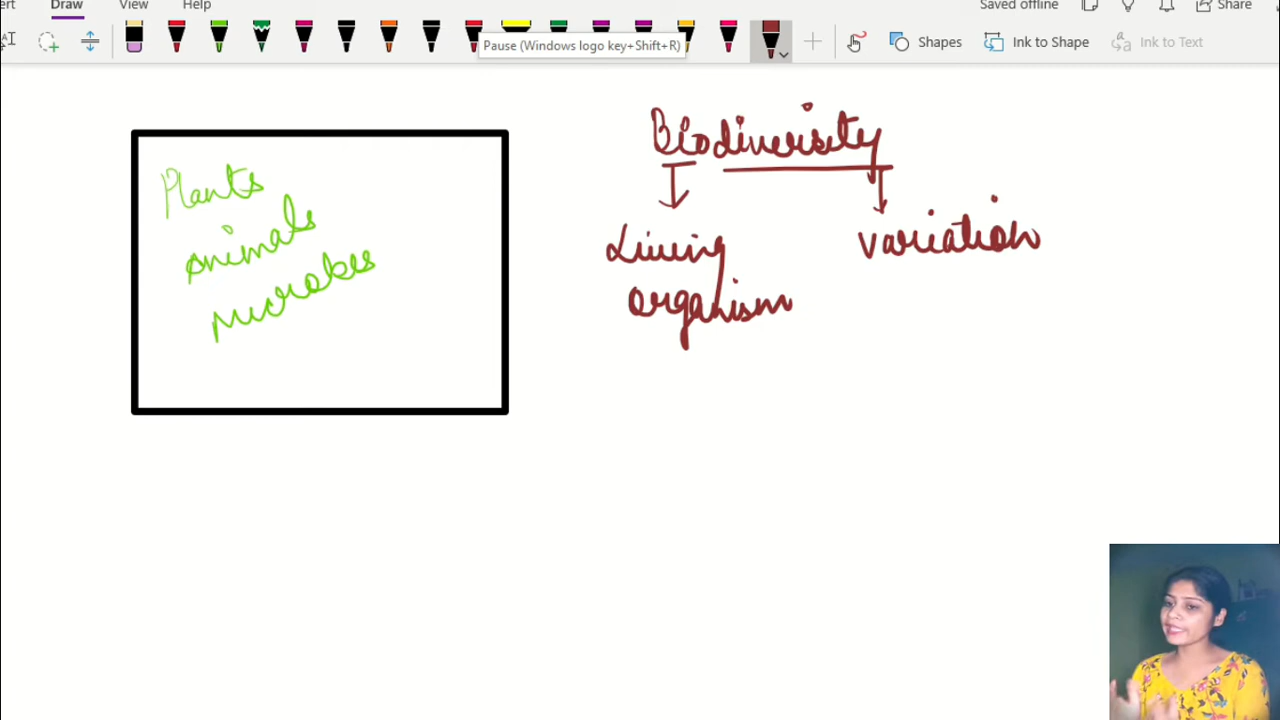 Draw View Help
Saved offline Share
Pause (Windows logo key+Shift+R)
Shapes Ink to Shape Ink to Text
Plants
Animals
Microbes
Biodiversity
Living
organism
variation